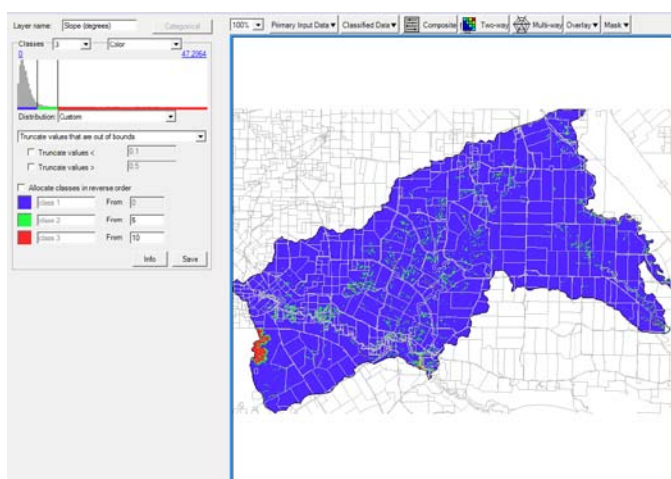 Layer name: Slope (degrees) Categorical
Classes 3 Color
0 47.2064
Distribution: Custom
Truncate values that are out of bounds
Truncate values < 0.1
Truncate values > 0.5
Allocate classes in reverse order
class 1 From 0
class 2 From 5
class 3 From 10
Info Save
100% Primary Input Data Classified Data Composite Two-way Multi-way Overlay Mask